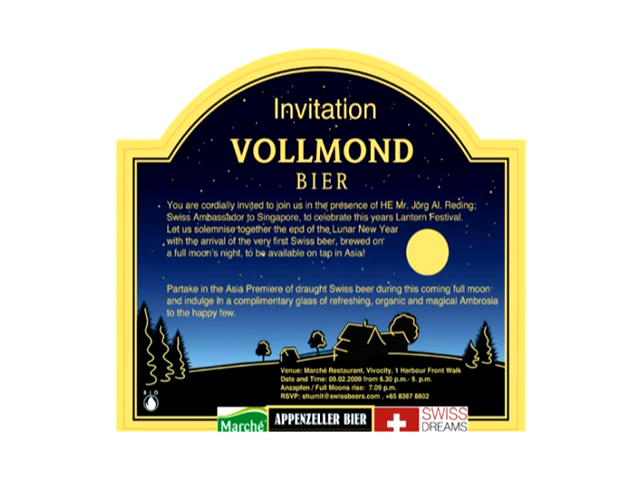 Invitation
VOLLMOND
BIER
You are cordially invited to join us in the presence of HE Mr. Jörg Al. Reding;
Swiss Ambassador to Singapore, to celebrate this years Lantern Festival.
Let us solemnise together the end of the Lunar New Year
with the arrival of the very first Swiss beer, brewed on
a full moon's night, to be available on tap in Asia!
Partake in the Asia Premiere of draught Swiss beer during this coming full moon
and indulge in a complimentary glass of refreshing, organic and magical Ambrosia
to the happy few.
Venue: Marché Restaurant, Vivocity, 1 Harbour Front Walk
Date and Time: 09.02.2009 from 6.30 p.m.- 9. p.m.
Anzapfen / Full Moons rise: 7.09 p.m.
RSVP: shumit@swissbeers.com , +65 8387 8802
BIO
Marché
APPENZELLER BIER
SWISS
DREAMS